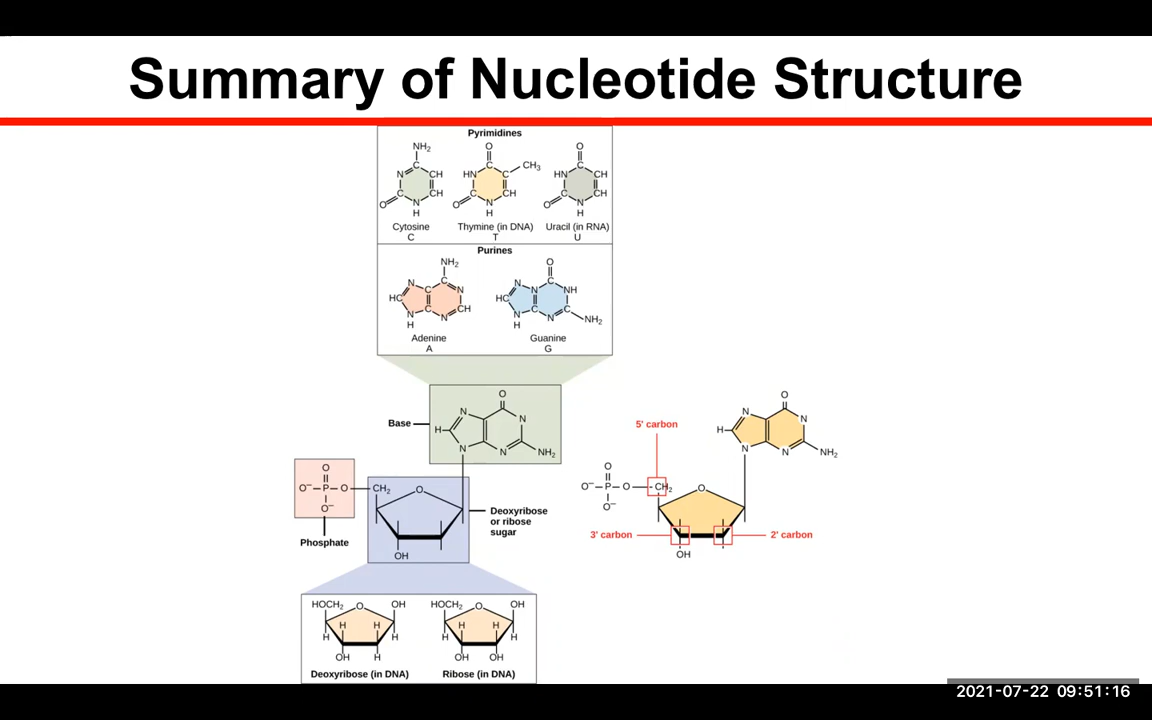 Summary of Nucleotide Structure
Pyrimidines
NH₂
C
N
CH
C
CH
O
N
H
Cytosine
C
O
C
CH₃
HN
C
C
CH
O
N
H
Thymine (in DNA)
T
O
C
HN
CH
C
CH
O
N
H
Uracil (in RNA)
U
Purines
NH₂
N
C
C
N
HC
C
CH
N
N
H
Adenine
A
O
N
C
N
NH
HC
C
C
N
N
NH₂
H
Guanine
G
Base
O
N
N
H
N
N
NH₂
O
O⁻
P
O
O⁻
Phosphate
CH₂
O
OH
Deoxyribose
or ribose
sugar
HOCH₂
O
OH
H
H
H
H
OH
H
Deoxyribose (in DNA)
HOCH₂
O
OH
H
H
H
H
OH
OH
Ribose (in DNA)
5' carbon
O
N
N
H
N
N
NH₂
O
O⁻
P
O
CH₂
O
O⁻
3' carbon
2' carbon
OH
2021-07-22 09:51:16